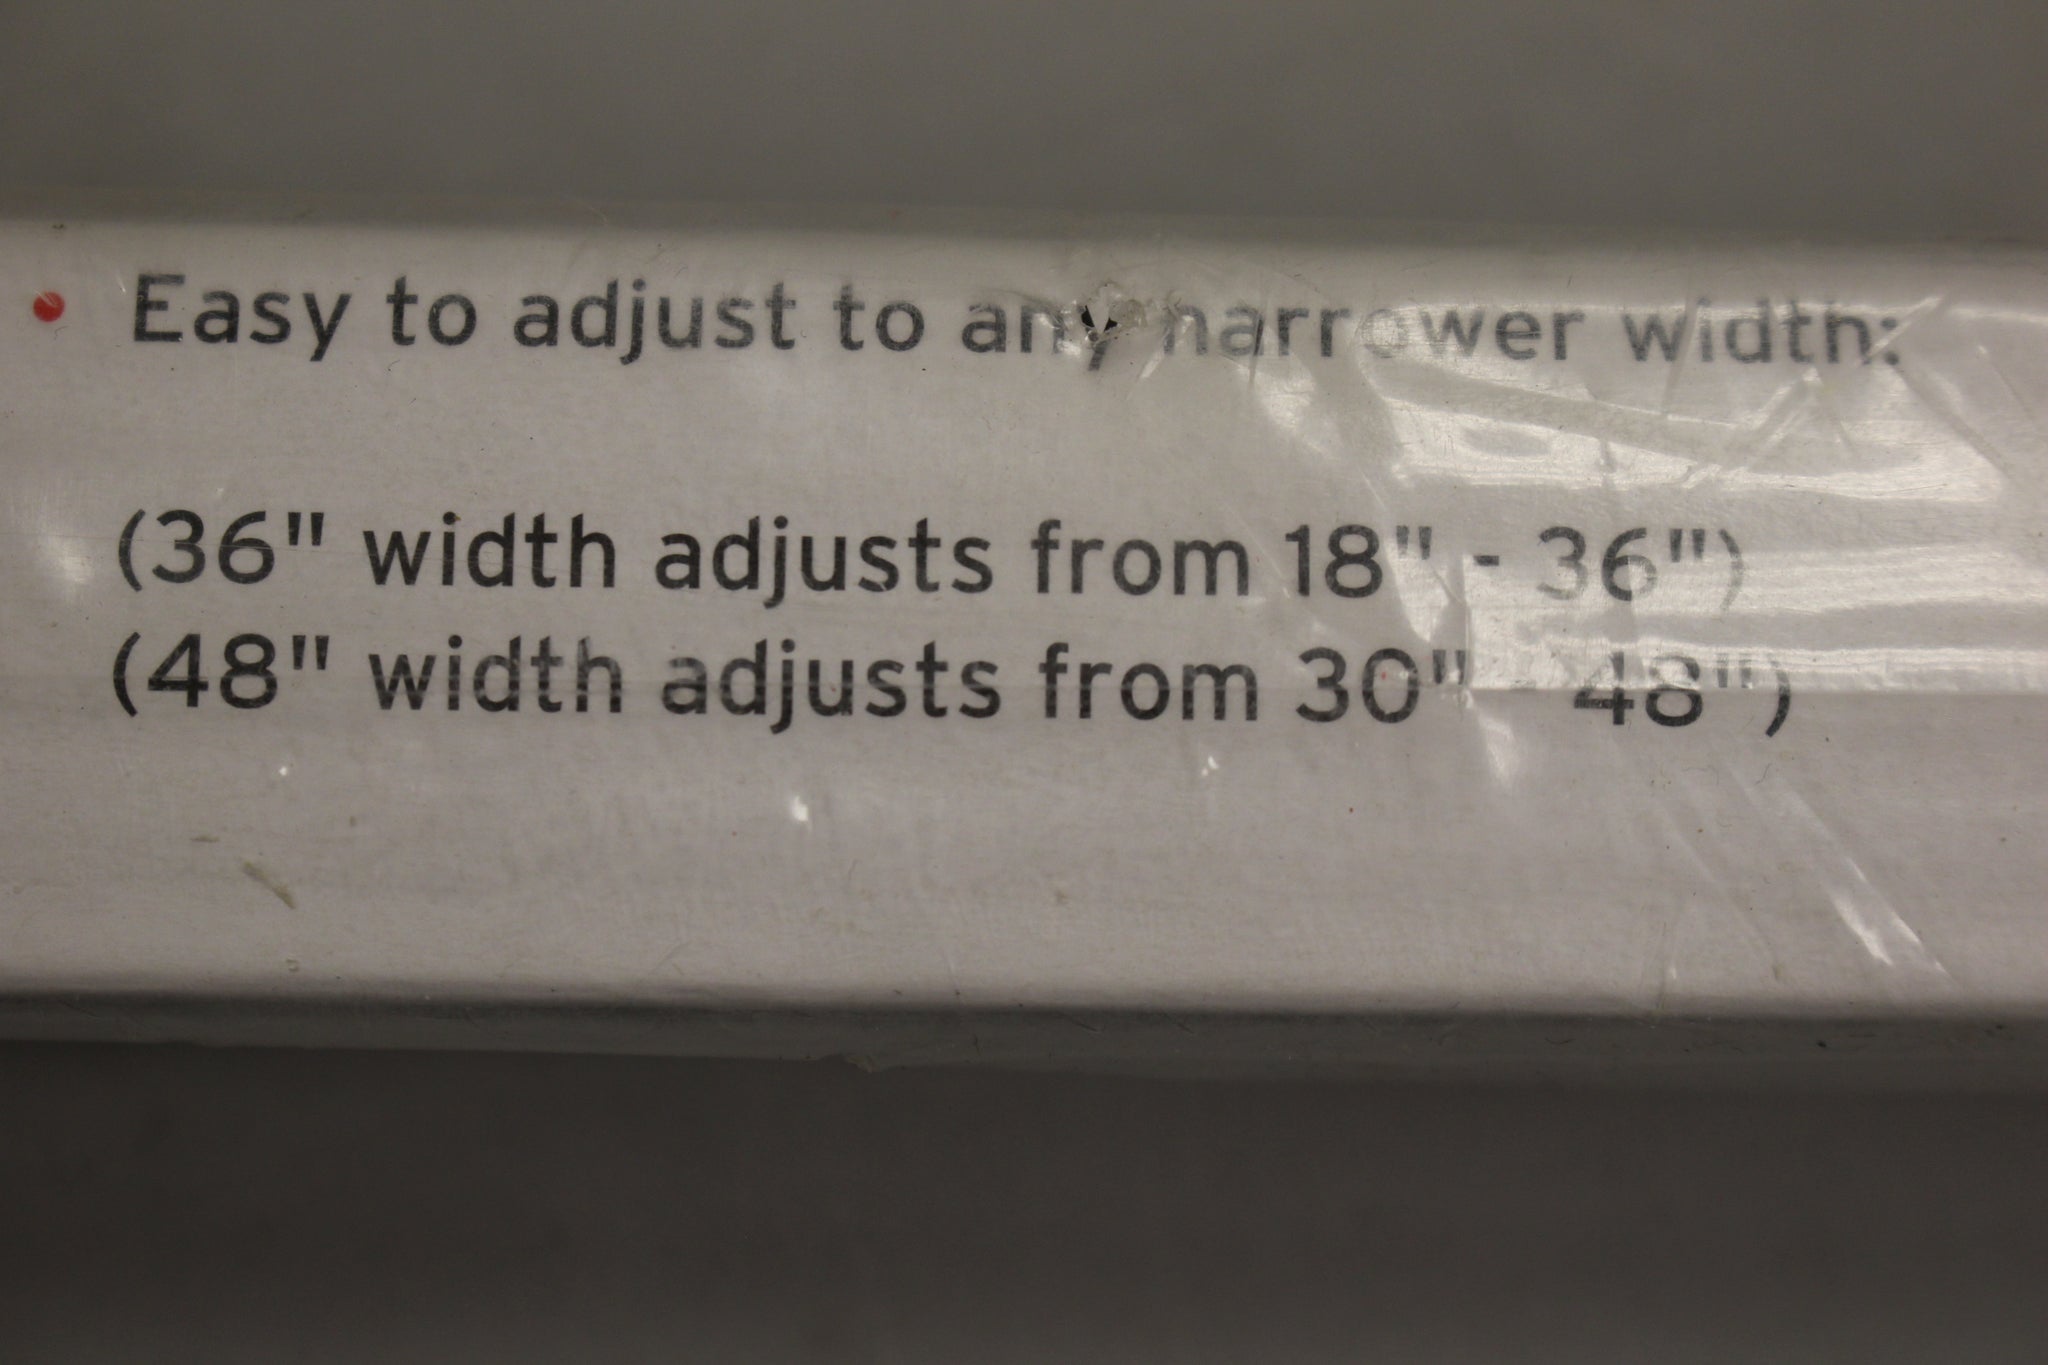 • Easy to adjust to any narrower width:
(36" width adjusts from 18" - 36")
(48" width adjusts from 30" - 48")